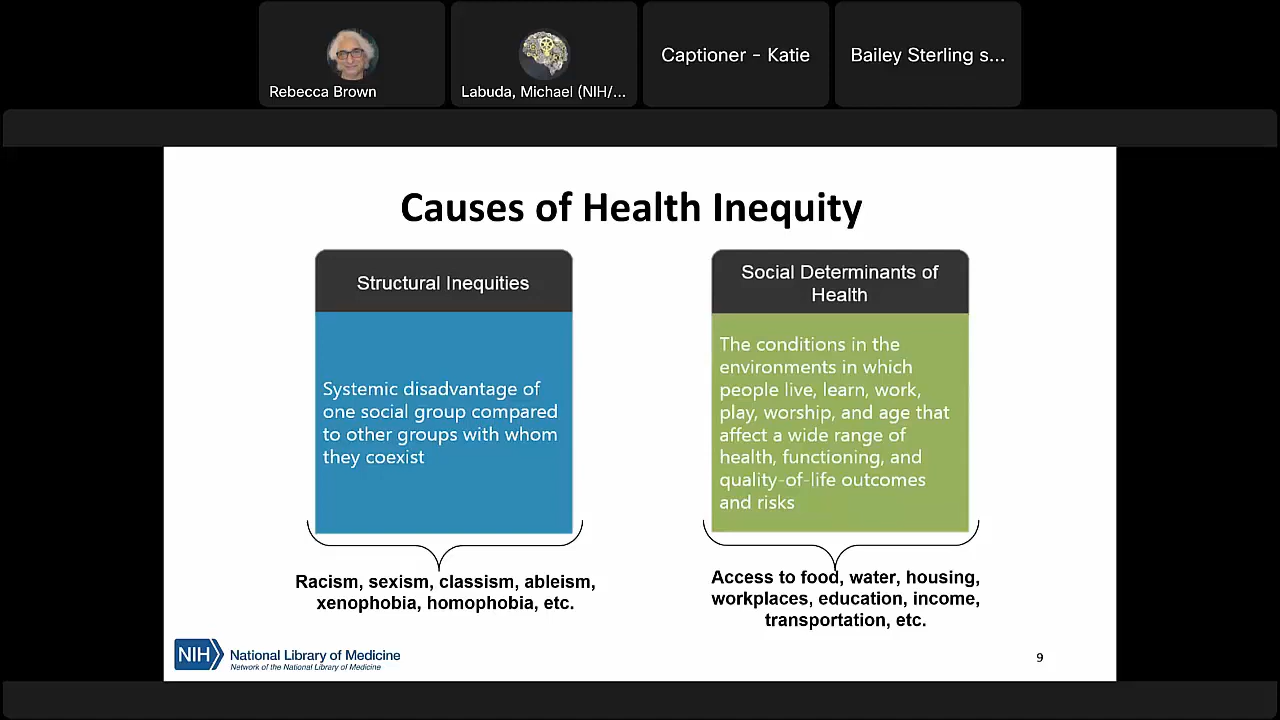 Rebecca Brown
Labuda, Michael (NIH/...
Captioner - Katie
Bailey Sterling s...
Causes of Health Inequity
Structural Inequities
Systemic disadvantage of
one social group compared
to other groups with whom
they coexist
Racism, sexism, classism, ableism,
xenophobia, homophobia, etc.
Social Determinants of
Health
The conditions in the
environments in which
people live, learn, work,
play, worship, and age that
affect a wide range of
health, functioning, and
quality-of-life outcomes
and risks
Access to food, water, housing,
workplaces, education, income,
transportation, etc.
NIH National Library of Medicine
Network of the National Library of Medicine
9